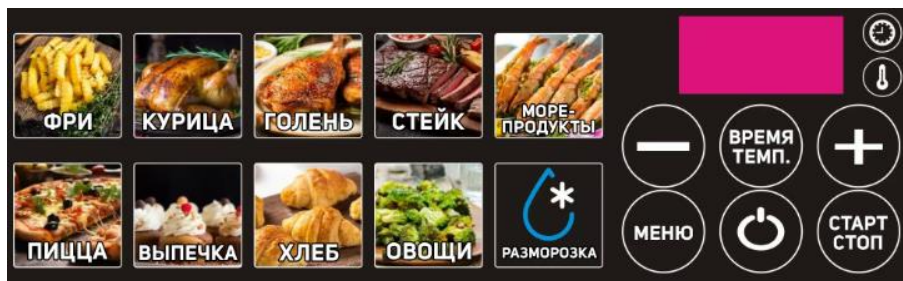 ФРИ
КУРИЦА
ГОЛЕНЬ
СТЕЙК
МОРЕ-
ПРОДУКТЫ
ПИЦЦА
ВЫПЕЧКА
ХЛЕБ
ОВОЩИ
РАЗМОРОЗКА
ВРЕМЯ
ТЕМП.
МЕНЮ
СТАРТ
СТОП